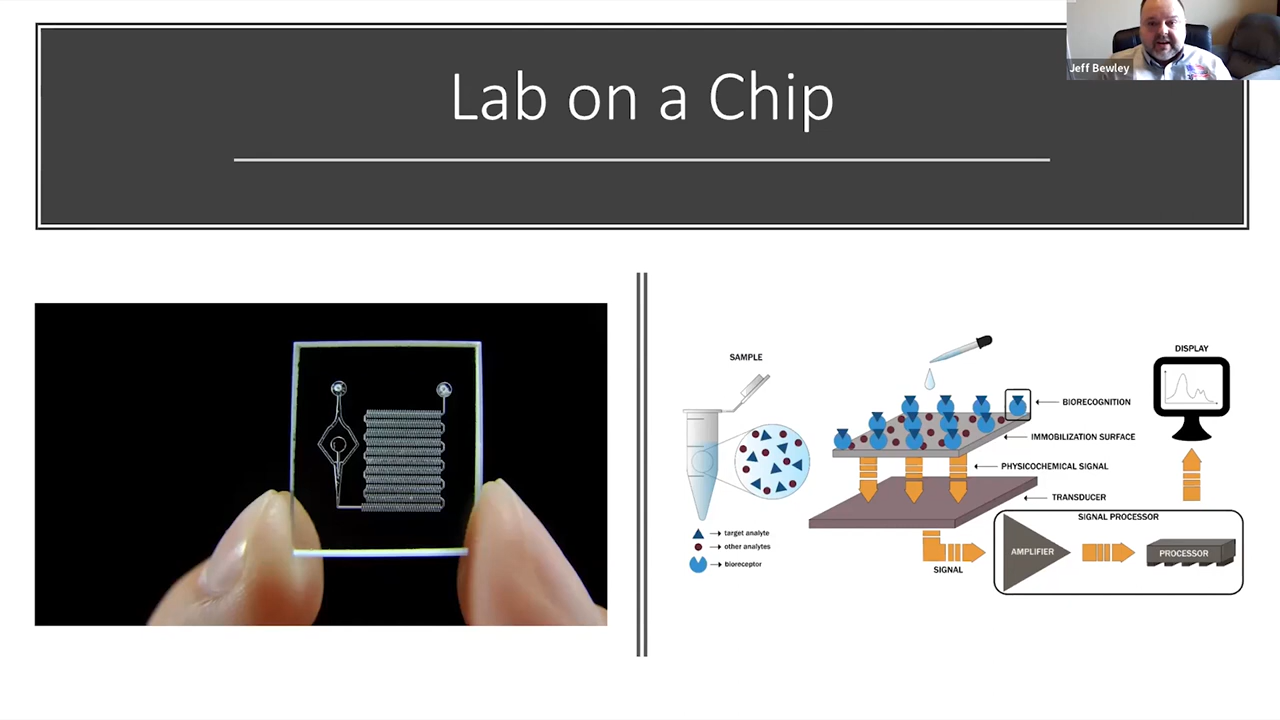 Jeff Bewley
Lab on a Chip
SAMPLE
target analyte
other analytes
bioreceptor
BIORECOGNITION
IMMOBILIZATION SURFACE
PHYSICOCHEMICAL SIGNAL
TRANSDUCER
SIGNAL
SIGNAL PROCESSOR
AMPLIFIER
PROCESSOR
DISPLAY